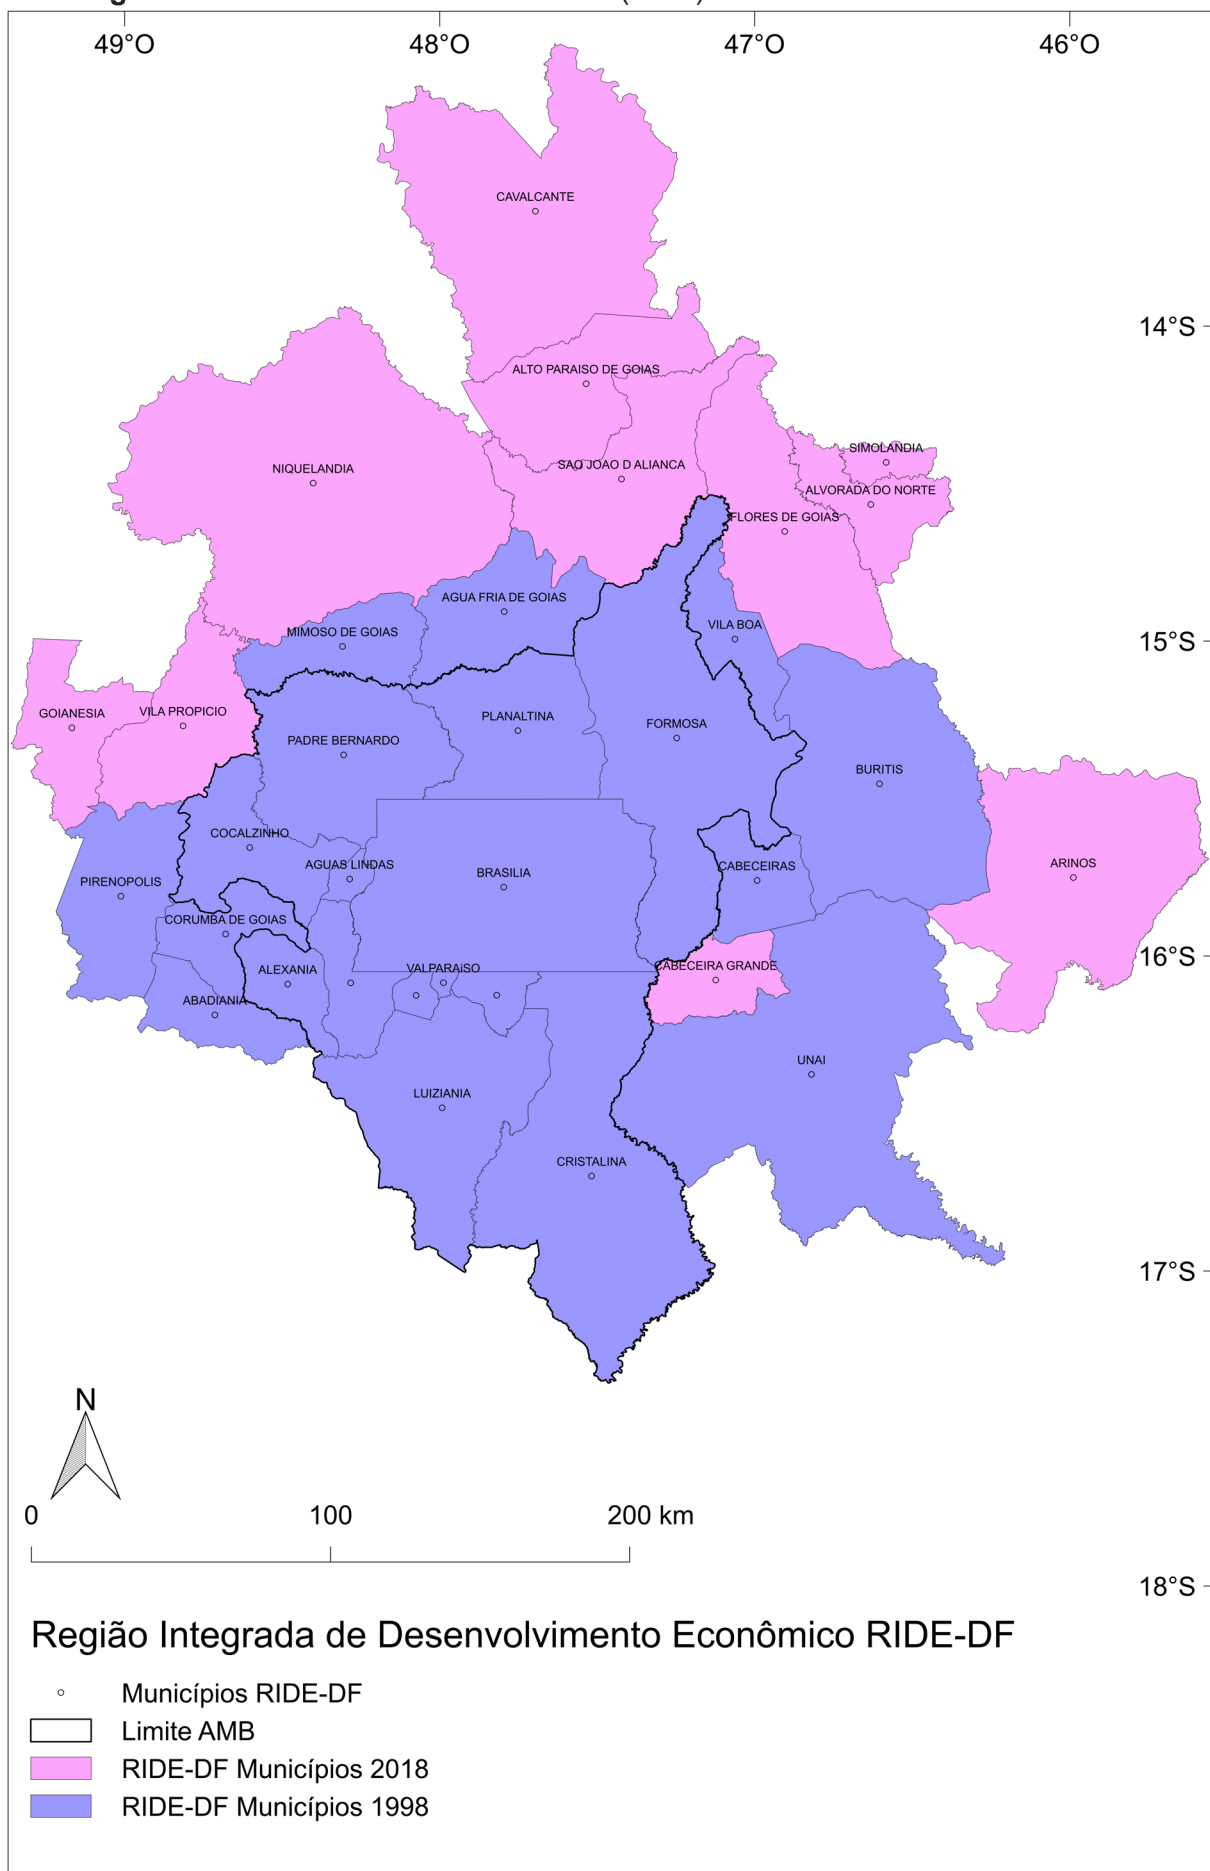 49°O 48°O 47°O 46°O
CAVALCANTE
14°S
ALTO PARAISO DE GOIAS
SIMOLANDIA
SAO JOAO D ALIANCA
NIQUELANDIA
ALVORADA DO NORTE
FLORES DE GOIAS
AGUA FRIA DE GOIAS
VILA BOA
MIMOSO DE GOIAS
15°S
GOIANESIA
VILA PROPICIO
PLANALTINA
FORMOSA
PADRE BERNARDO
BURITIS
COCALZINHO
ARINOS
AGUAS LINDAS
CABECEIRAS
BRASILIA
PIRENOPOLIS
CORUMBA DE GOIAS
16°S
CABECEIRA GRANDE
VALPARAíSO
ALEXANIA
ABADIANIA
UNAI
LUIZIANIA
CRISTALINA
17°S
N
0 100 200 km
18°S
Região Integrada de Desenvolvimento Econômico RIDE-DF
Municípios RIDE-DF
Limite AMB
RIDE-DF Municípios 2018
RIDE-DF Municípios 1998